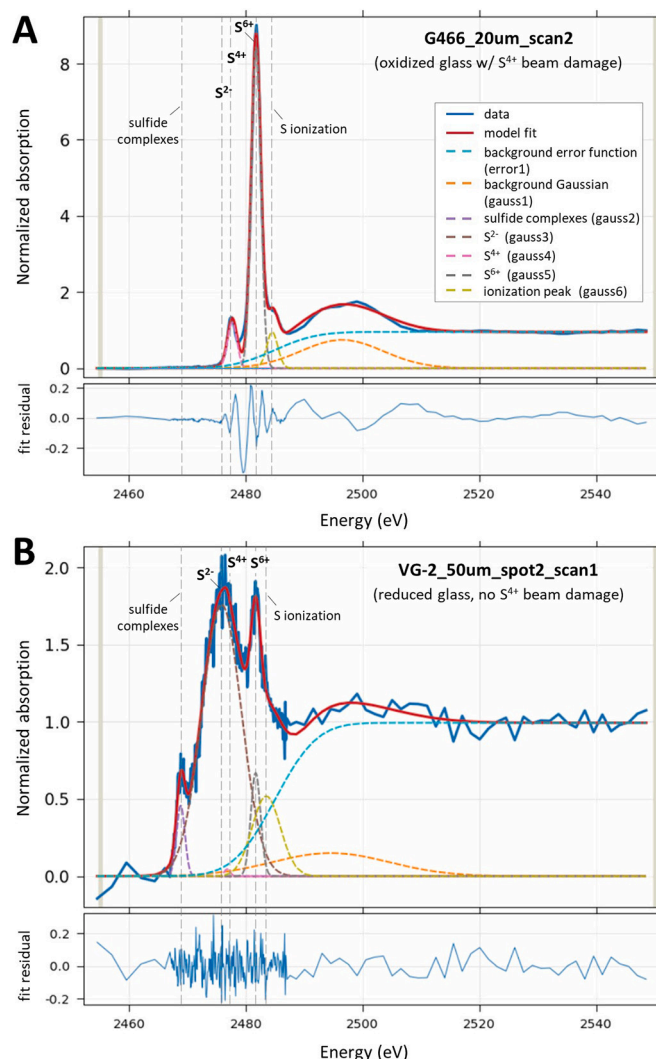 A
G466_20um_scan2
(oxidized glass w/ S⁴⁺ beam damage)
S⁶⁺
S⁴⁺
S²⁻
sulfide
complexes
S ionization
data
model fit
background error function
(error1)
background Gaussian
(gauss1)
sulfide complexes (gauss2)
S²⁻ (gauss3)
S⁴⁺ (gauss4)
S⁶⁺ (gauss5)
ionization peak (gauss6)
Normalized absorption
8
6
4
2
0
fit residual
0.2
0.0
-0.2
2460 2480 2500 2520 2540
Energy (eV)
B
VG-2_50um_spot2_scan1
(reduced glass, no S⁴⁺ beam damage)
S²⁻ S⁴⁺ S⁶⁺
sulfide
complexes
S ionization
Normalized absorption
2.0
1.5
1.0
0.5
0.0
fit residual
0.2
0.0
-0.2
2460 2480 2500 2520 2540
Energy (eV)